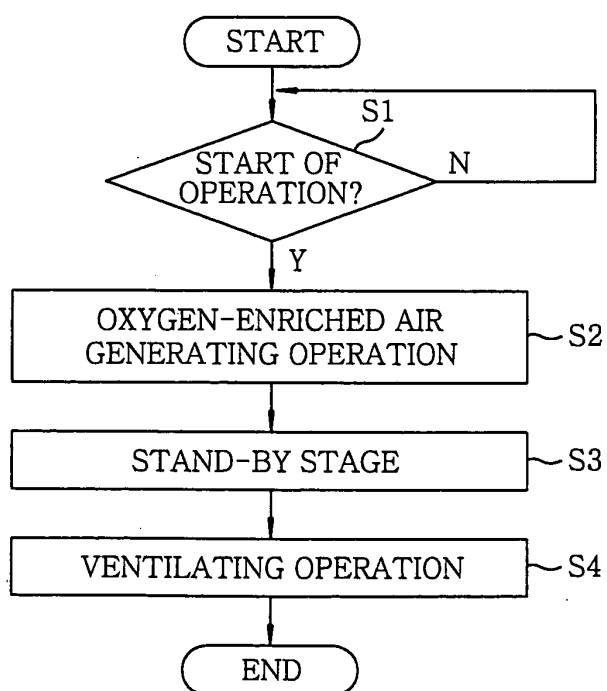 START
S1
START OF
OPERATION?
N
Y
OXYGEN-ENRICHED AIR
GENERATING OPERATION
S2
STAND-BY STAGE
S3
VENTILATING OPERATION
S4
END